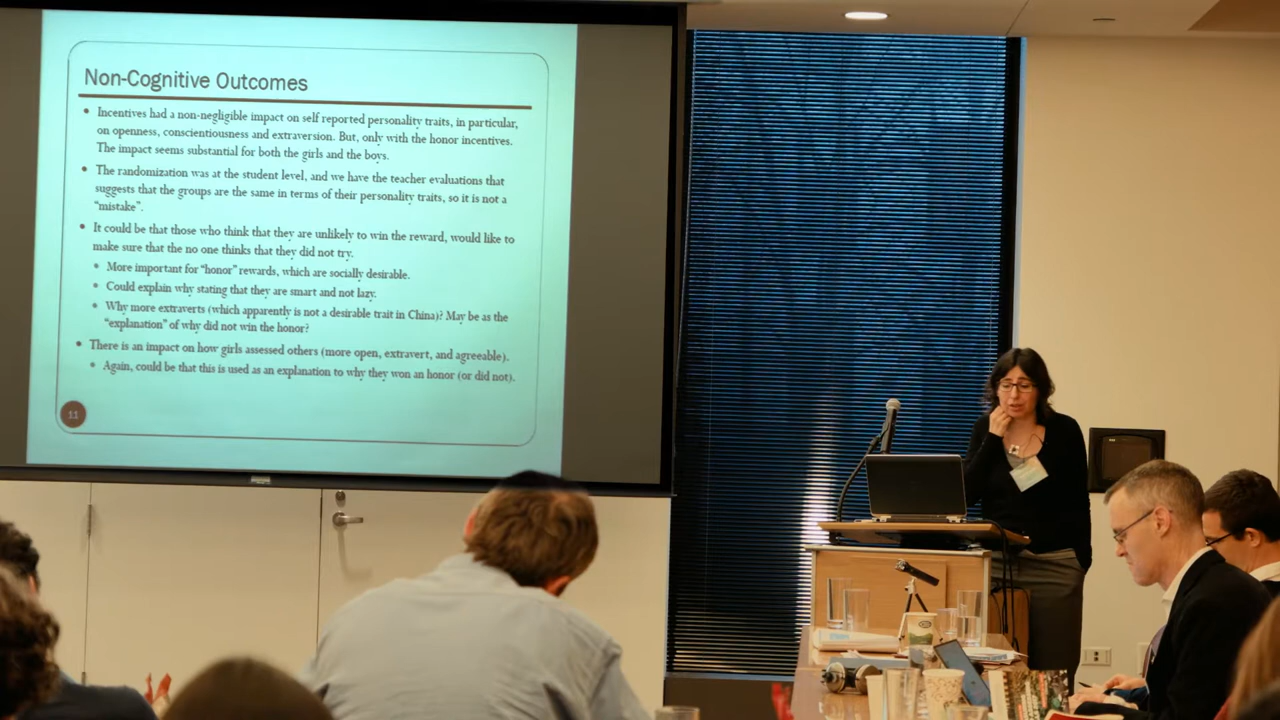 Non-Cognitive Outcomes
• Incentives had a non-negligible impact on self reported personality traits, in particular,
on openness, conscientiousness and extraversion. But, only with the honor incentives.
The impact seems substantial for both the girls and the boys.
• The randomization was at the student level, and we have the teacher evaluations that
suggests that the groups are the same in terms of their personality traits, so it is not a
"mistake".
• It could be that those who think that they are unlikely to win the reward, would like to
make sure that the no one thinks that they did not try.
• More important for "honor" rewards, which are socially desirable.
• Could explain why stating that they are smart and not lazy.
• Why more extraverts (which apparently is not a desirable trait in China)? May be as the
"explanation" of why did not win the honor?
• There is an impact on how girls assessed others (more open, extravert, and agreeable).
• Again, could be that this is used as an explanation to why they won an honor (or did not).
11